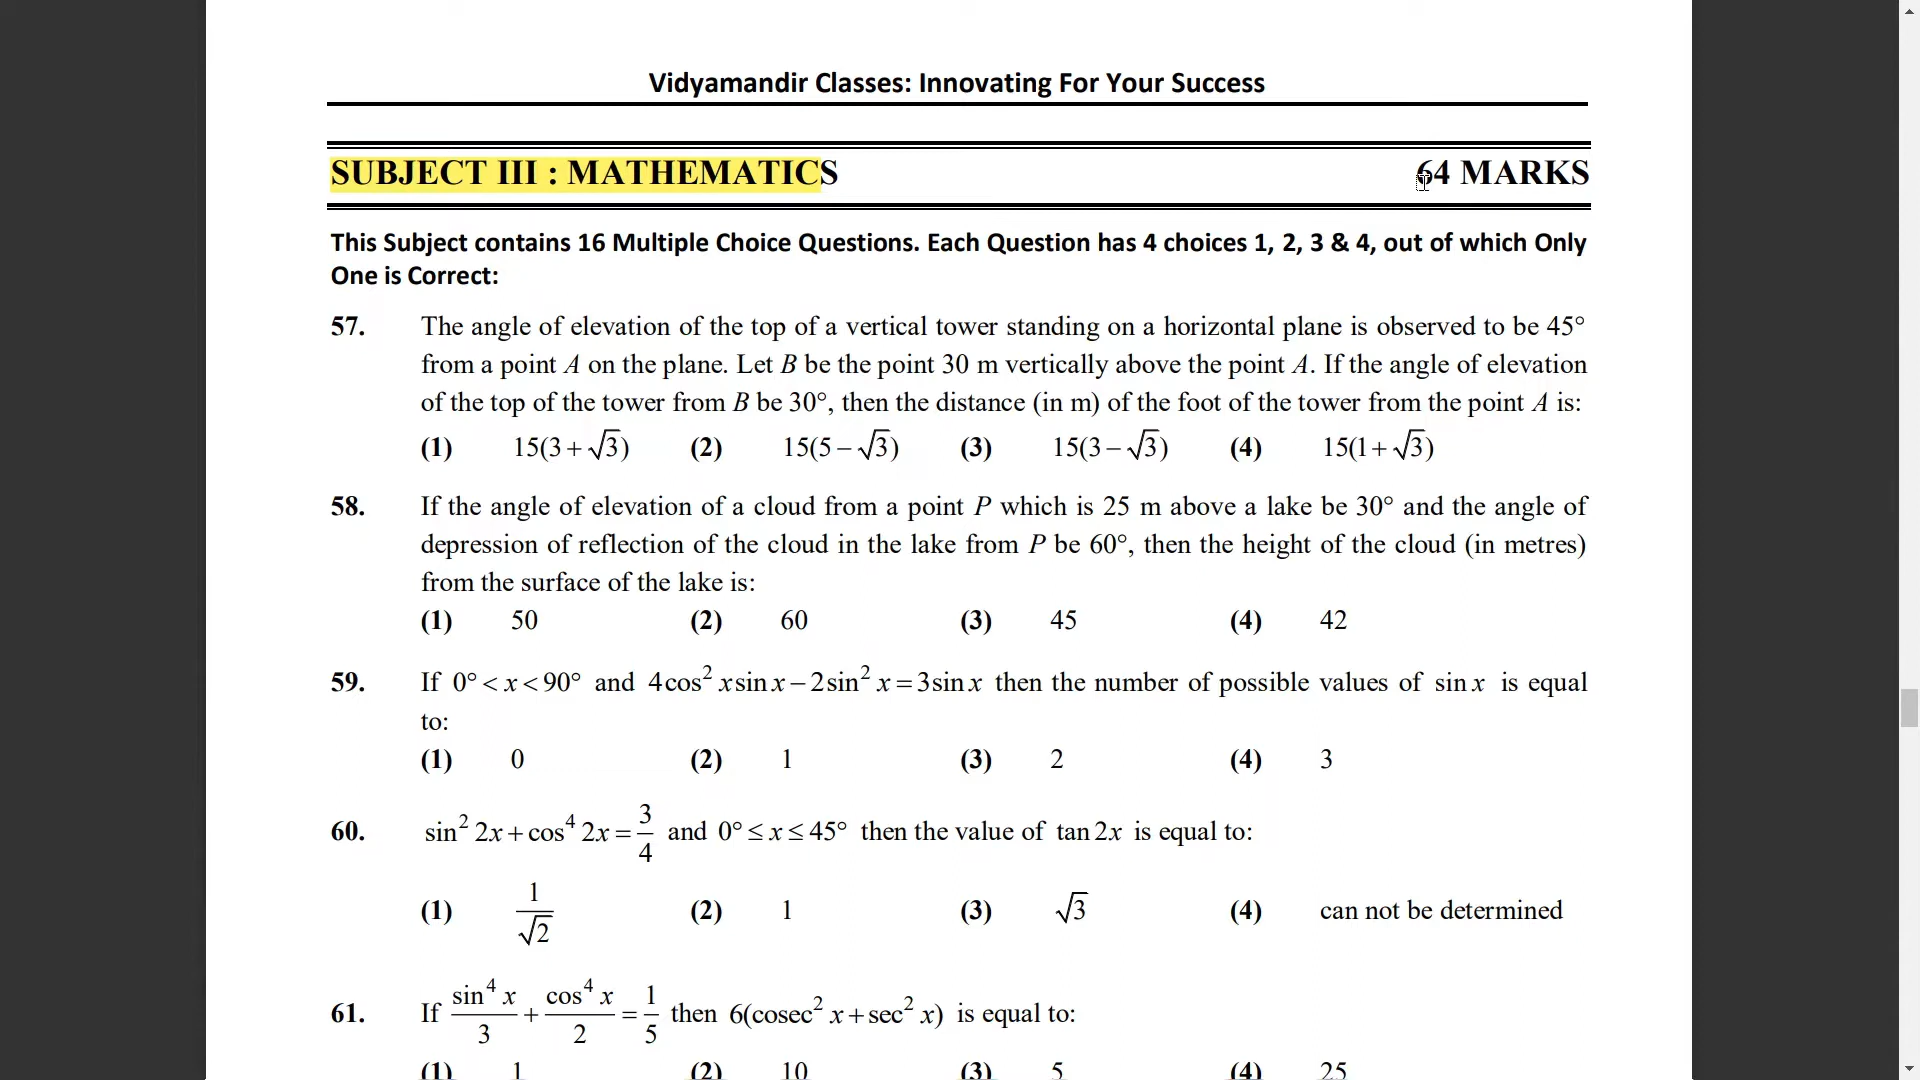 Vidyamandir Classes: Innovating For Your Success
SUBJECT III : MATHEMATICS 64 MARKS
This Subject contains 16 Multiple Choice Questions. Each Question has 4 choices 1, 2, 3 & 4, out of which Only
One is Correct:
57. The angle of elevation of the top of a vertical tower standing on a horizontal plane is observed to be 45°
from a point A on the plane. Let B be the point 30 m vertically above the point A. If the angle of elevation
of the top of the tower from B be 30°, then the distance (in m) of the foot of the tower from the point A is:
(1) 15(3+√3) (2) 15(5−√3) (3) 15(3−√3) (4) 15(1+√3)
58. If the angle of elevation of a cloud from a point P which is 25 m above a lake be 30° and the angle of
depression of reflection of the cloud in the lake from P be 60°, then the height of the cloud (in metres)
from the surface of the lake is:
(1) 50 (2) 60 (3) 45 (4) 42
59. If 0° < x < 90° and 4cos² x sin x − 2sin² x = 3sin x then the number of possible values of sin x is equal
to:
(1) 0 (2) 1 (3) 2 (4) 3
60. sin² 2x + cos⁴ 2x = 3/4 and 0° ≤ x ≤ 45° then the value of tan 2x is equal to:
(1) 1/√2 (2) 1 (3) √3 (4) can not be determined
61. If sin⁴ x/3 + cos⁴ x/2 = 1/5 then 6(cosec² x + sec² x) is equal to:
(1) 1 (2) 10 (3) 5 (4) 25